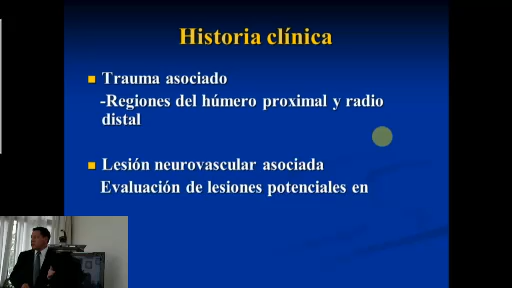 Historia clínica
Trauma asociado
-Regiones del húmero proximal y radio
distal
Lesión neurovascular asociada
Evaluación de lesiones potenciales en